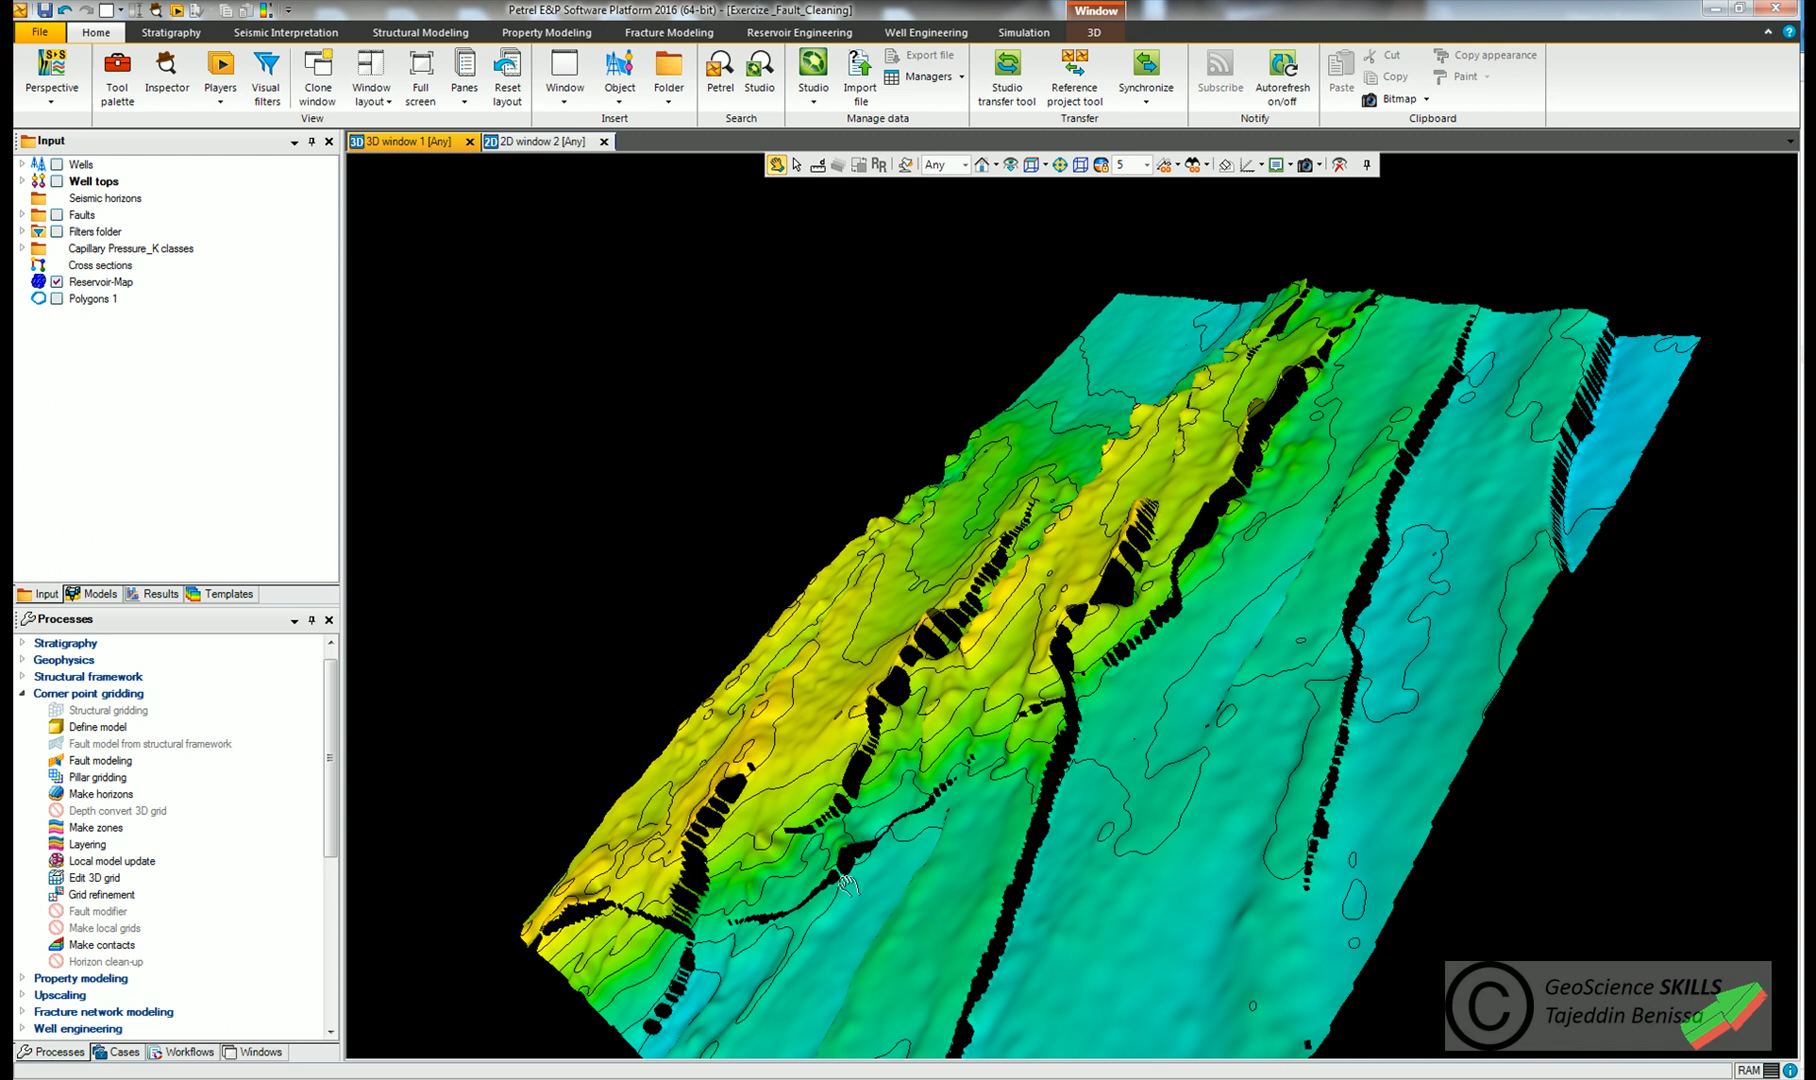 Petrel E&P Software Platform 2016 (64-bit) - [Exercize _Fault_Cleaning]
Window
File
Home
Stratigraphy
Seismic Interpretation
Structural Modeling
Property Modeling
Fracture Modeling
Reservoir Engineering
Well Engineering
Simulation
3D
Perspective
Tool palette
Inspector
Players
Visual filters
Clone window
Window layout
Full screen
Panes
Reset layout
Window
Object
Folder
Petrel
Studio
Studio
Import file
Export file
Managers
Studio transfer tool
Reference project tool
Synchronize
Subscribe
Autorefresh on/off
Paste
Cut
Copy
Bitmap
Copy appearance
Paint
View
Insert
Search
Manage data
Transfer
Notify
Clipboard
Input
3D 3D window 1 [Any]
2D 2D window 2 [Any]
Any
5
Wells
Well tops
Seismic horizons
Faults
Filters folder
Capillary Pressure_K classes
Cross sections
Reservoir-Map
Polygons 1
Input
Models
Results
Templates
Processes
Stratigraphy
Geophysics
Structural framework
Corner point gridding
Structural gridding
Define model
Fault model from structural framework
Fault modeling
Pillar gridding
Make horizons
Depth convert 3D grid
Make zones
Layering
Local model update
Edit 3D grid
Grid refinement
Fault modifier
Make local grids
Make contacts
Horizon clean-up
Property modeling
Upscaling
Fracture network modeling
Well engineering
Processes
Cases
Workflows
Windows
© GeoScience SKILLS
Tajeddin Benissa
RAM